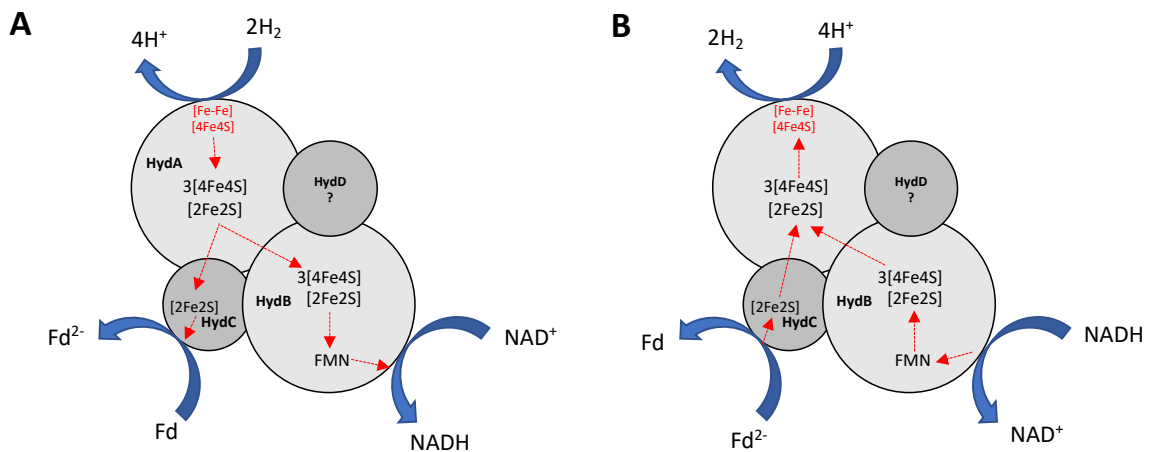 A
4H⁺
2H₂
[Fe-Fe]
[4Fe4S]
HydA
3[4Fe4S]
[2Fe2S]
HydD
?
3[4Fe4S]
[2Fe2S]
HydB
[2Fe2S]
HydC
FMN
Fd²⁻
Fd
NAD⁺
NADH
B
2H₂
4H⁺
[Fe-Fe]
[4Fe4S]
3[4Fe4S]
[2Fe2S]
HydA
HydD
?
3[4Fe4S]
[2Fe2S]
HydB
[2Fe2S]
HydC
FMN
Fd
Fd²⁻
NADH
NAD⁺